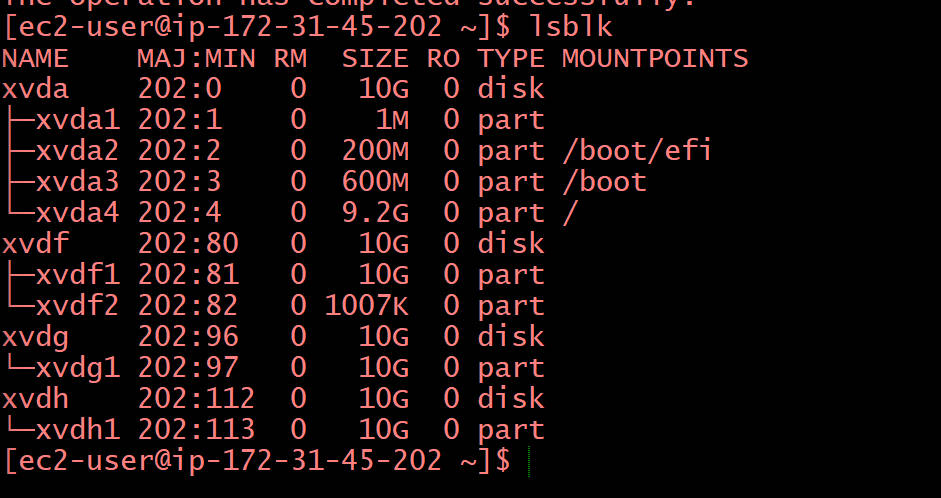 The operation has completed successfully.
[ec2-user@ip-172-31-45-202 ~]$ lsblk
NAME    MAJ:MIN RM   SIZE RO TYPE MOUNTPOINTS
xvda    202:0    0    10G  0 disk
├─xvda1 202:1    0     1M  0 part
├─xvda2 202:2    0   200M  0 part /boot/efi
├─xvda3 202:3    0   600M  0 part /boot
└─xvda4 202:4    0   9.2G  0 part /
xvdf    202:80   0    10G  0 disk
├─xvdf1 202:81   0    10G  0 part
└─xvdf2 202:82   0  1007K  0 part
xvdg    202:96   0    10G  0 disk
└─xvdg1 202:97   0    10G  0 part
xvdh    202:112  0    10G  0 disk
└─xvdh1 202:113  0    10G  0 part
[ec2-user@ip-172-31-45-202 ~]$